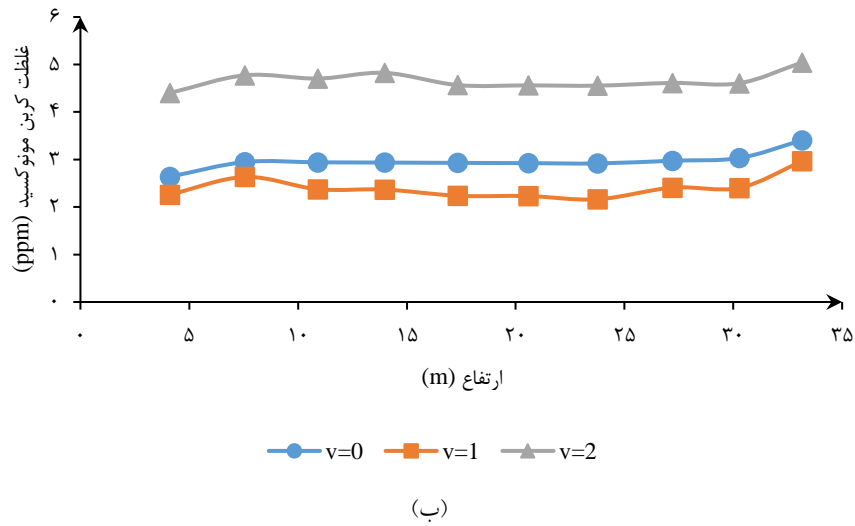 غلظت کربن مونوکسید (ppm)
۶
۵
۴
۳
۲
۱
۰
۰ ۵ ۱۰ ۱۵ ۲۰ ۲۵ ۳۰ ۳۵
ارتفاع (m)
v=0 v=1 v=2
(ب)